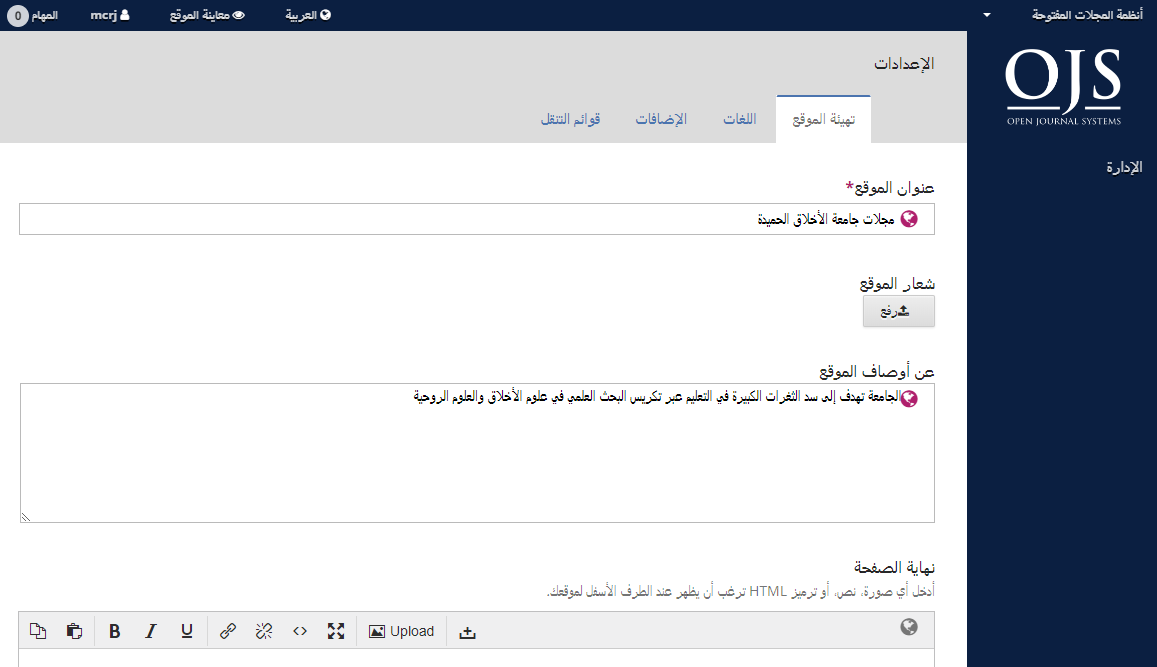 أنظمة المجلات المفتوحة
العربية
معاينة الموقع
mcrj
المهام 0
OJS
OPEN JOURNAL SYSTEMS
الإدارة
الإعدادات
تهيئة الموقع
اللغات
الإضافات
قوائم التنقل
عنوان الموقع*
مجلات جامعة الأخلاق الحميدة
شعار الموقع
رفع
عن أوصاف الموقع
الجامعة تهدف إلى سد الثغرات الكبيرة في التعليم عبر تكريس البحث العلمي في علوم الأخلاق والعلوم الروحية
نهاية الصفحة
أدخل أي صورة، نص، أو ترميز HTML ترغب أن يظهر عند الطرف الأسفل لموقعك.
B I U <> Upload